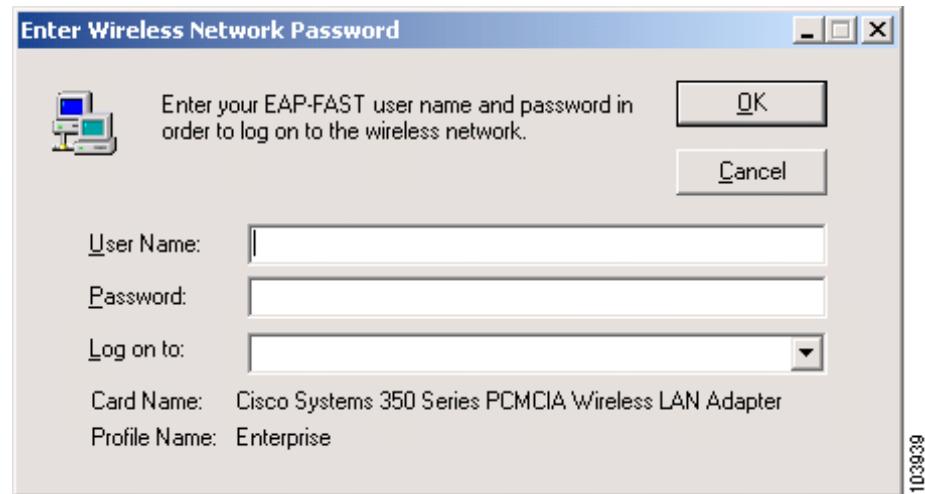 Enter Wireless Network Password
Enter your EAP-FAST user name and password in
order to log on to the wireless network.
OK
Cancel
User Name:
Password:
Log on to:
Card Name: Cisco Systems 350 Series PCMCIA Wireless LAN Adapter
Profile Name: Enterprise
103939